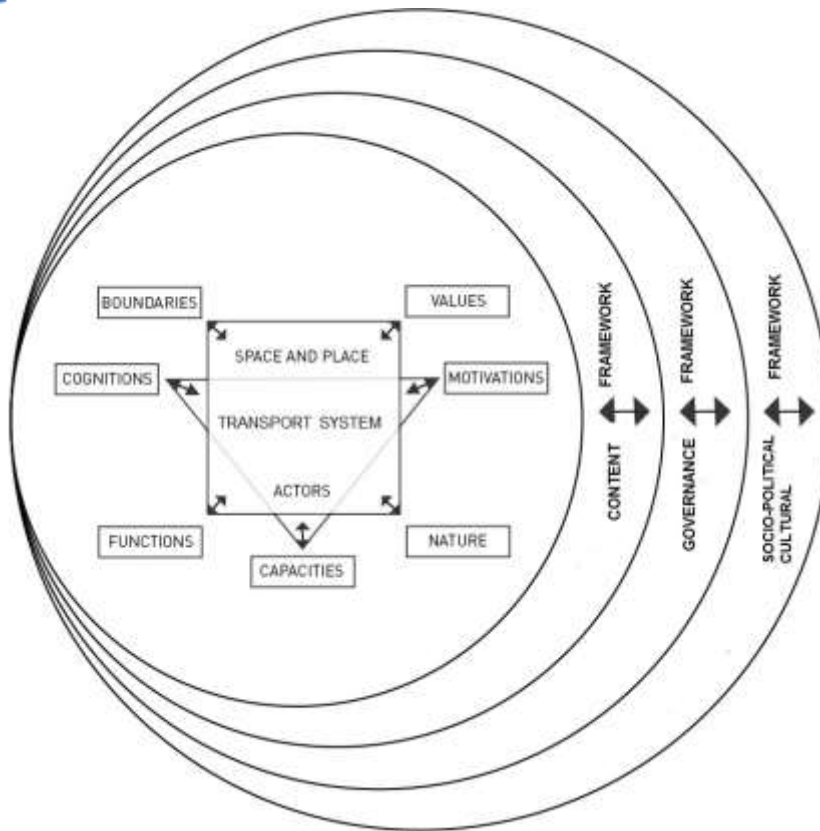 BOUNDARIES
VALUES
SPACE AND PLACE
COGNITIONS
MOTIVATIONS
TRANSPORT SYSTEM
ACTORS
FUNCTIONS
NATURE
CAPACITIES
CONTENT FRAMEWORK
GOVERNANCE FRAMEWORK
SOCIO-POLITICAL FRAMEWORK
CULTURAL